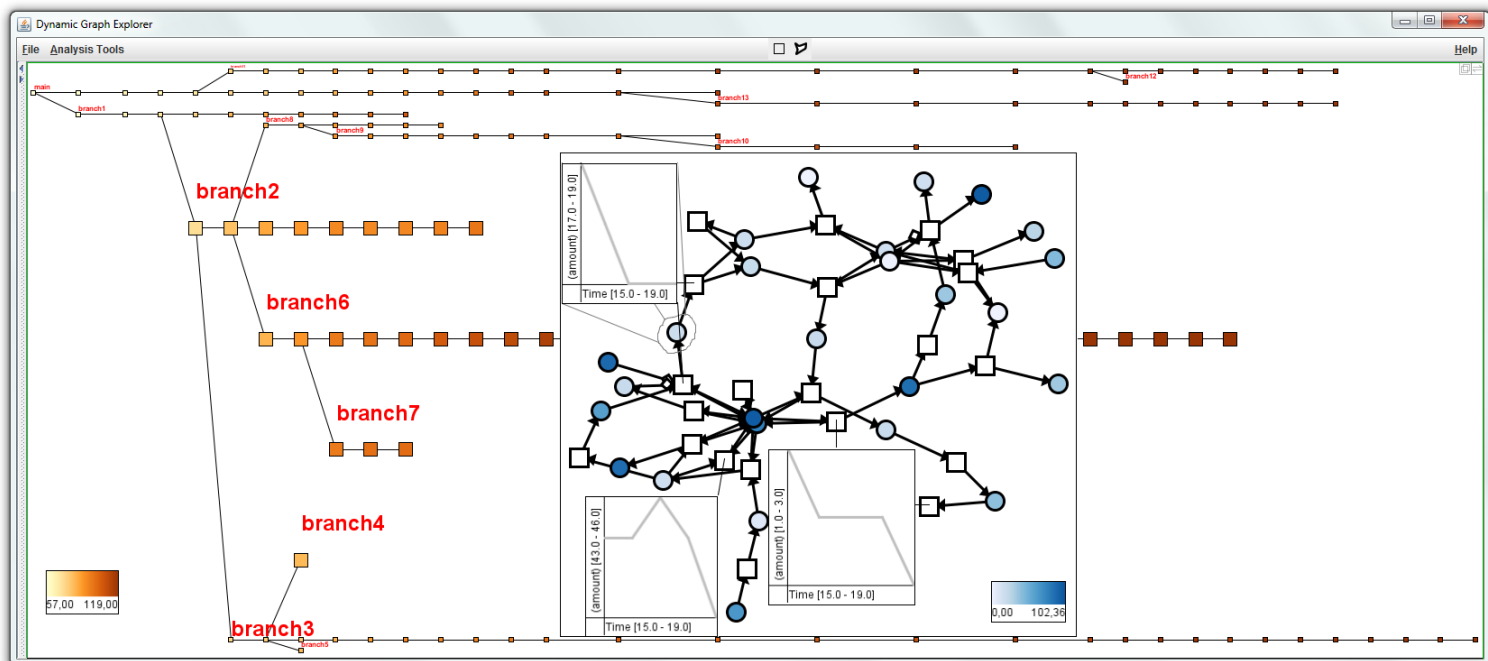 Dynamic Graph Explorer
File Analysis Tools
Help
main
branch12
branch13
branch1
branch8
branch9
branch10
branch2
(amount) [17.0 - 19.0]
Time [15.0 - 19.0]
branch6
branch7
branch4
(amount) [43.0 - 46.0]
Time [15.0 - 19.0]
(amount) [1.0 - 3.0]
Time [15.0 - 19.0]
57,00 119,00
0,00 102,36
branch3
branch5